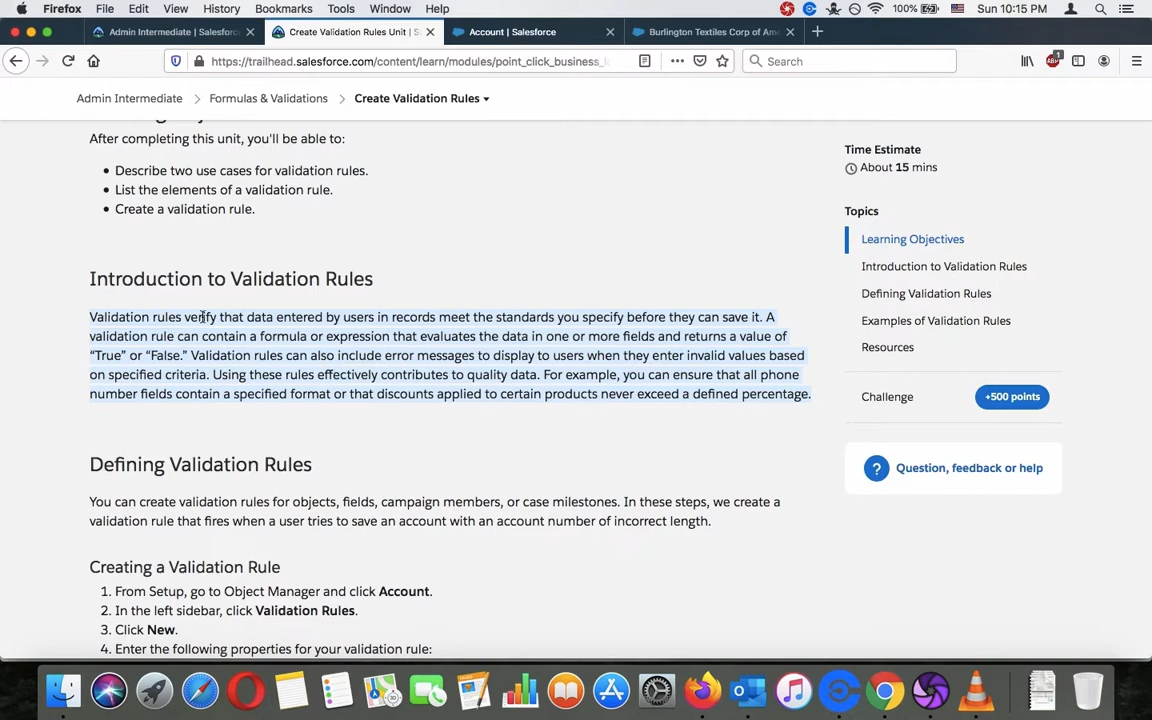 Firefox File Edit View History Bookmarks Tools Window Help 100% Sun 10:15 PM
Admin Intermediate | Salesforc
Create Validation Rules Unit | S
Account | Salesforce
Burlington Textiles Corp of Am
https://trailhead.salesforce.com/content/learn/modules/point_click_business_l
Search
Admin Intermediate > Formulas & Validations > Create Validation Rules
After completing this unit, you'll be able to:
• Describe two use cases for validation rules.
• List the elements of a validation rule.
• Create a validation rule.
Introduction to Validation Rules
Validation rules verify that data entered by users in records meet the standards you specify before they can save it. A
validation rule can contain a formula or expression that evaluates the data in one or more fields and returns a value of
“True” or “False.” Validation rules can also include error messages to display to users when they enter invalid values based
on specified criteria. Using these rules effectively contributes to quality data. For example, you can ensure that all phone
number fields contain a specified format or that discounts applied to certain products never exceed a defined percentage.
Defining Validation Rules
You can create validation rules for objects, fields, campaign members, or case milestones. In these steps, we create a
validation rule that fires when a user tries to save an account with an account number of incorrect length.
Creating a Validation Rule
1. From Setup, go to Object Manager and click Account.
2. In the left sidebar, click Validation Rules.
3. Click New.
4. Enter the following properties for your validation rule:
Time Estimate
About 15 mins
Topics
Learning Objectives
Introduction to Validation Rules
Defining Validation Rules
Examples of Validation Rules
Resources
Challenge +500 points
? Question, feedback or help